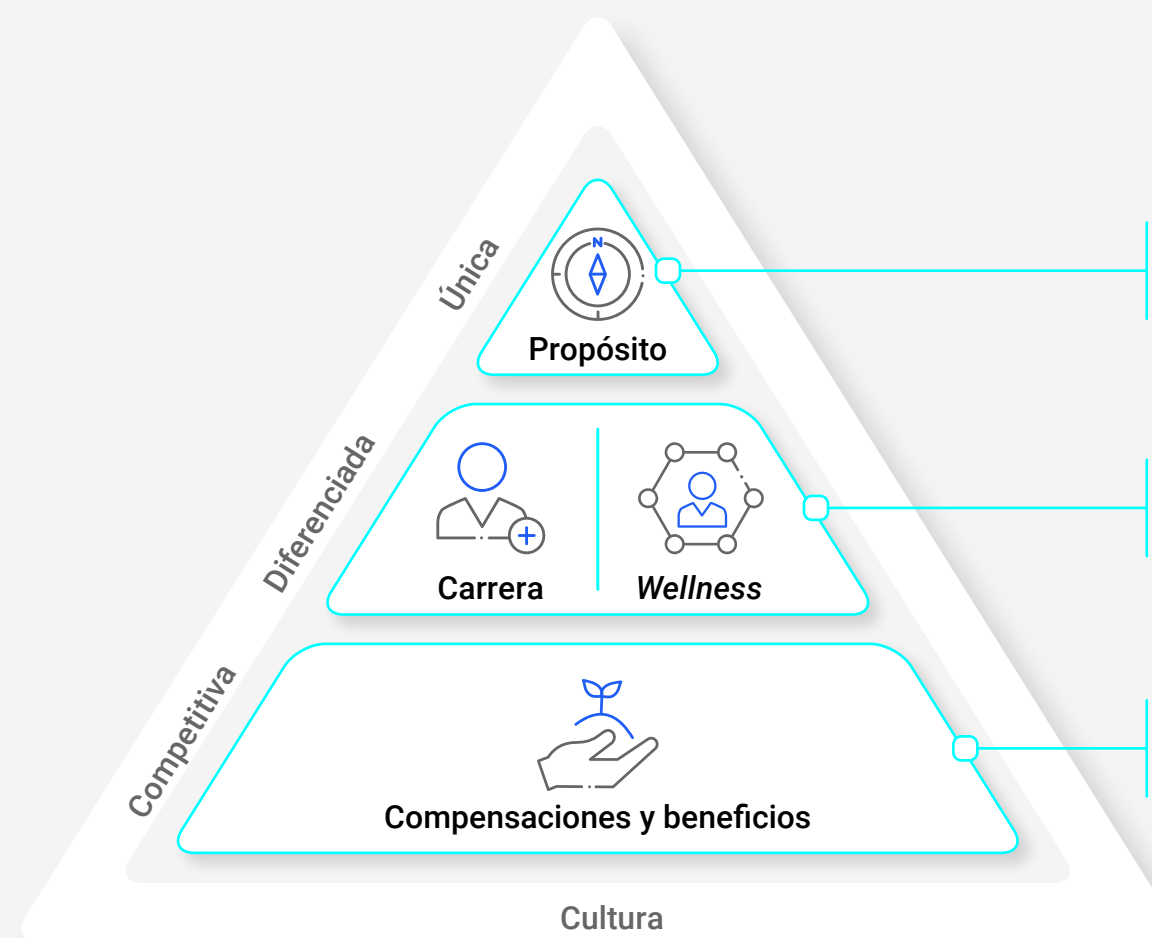 Única
N
Propósito
Diferenciada
Carrera
Wellness
Competitiva
Compensaciones y beneficios
Cultura